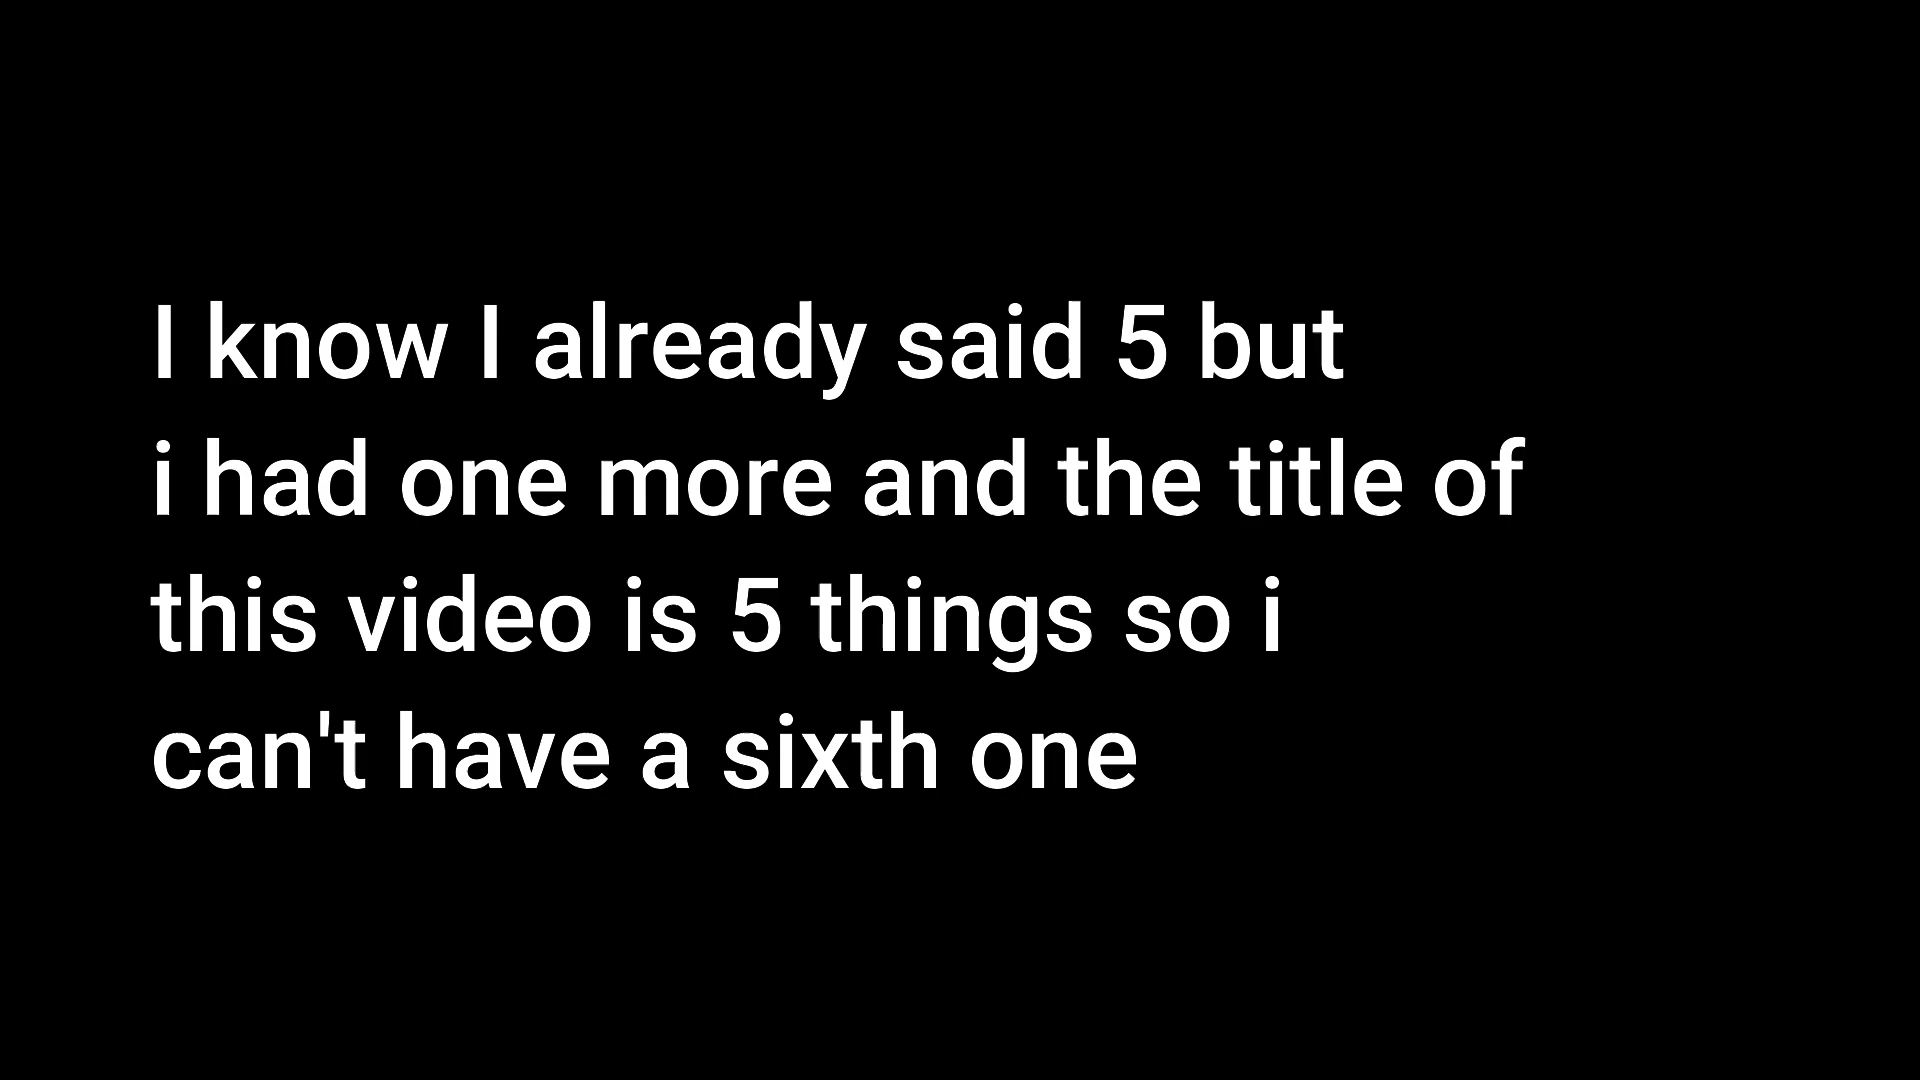 I know I already said 5 but
i had one more and the title of
this video is 5 things so i
can't have a sixth one